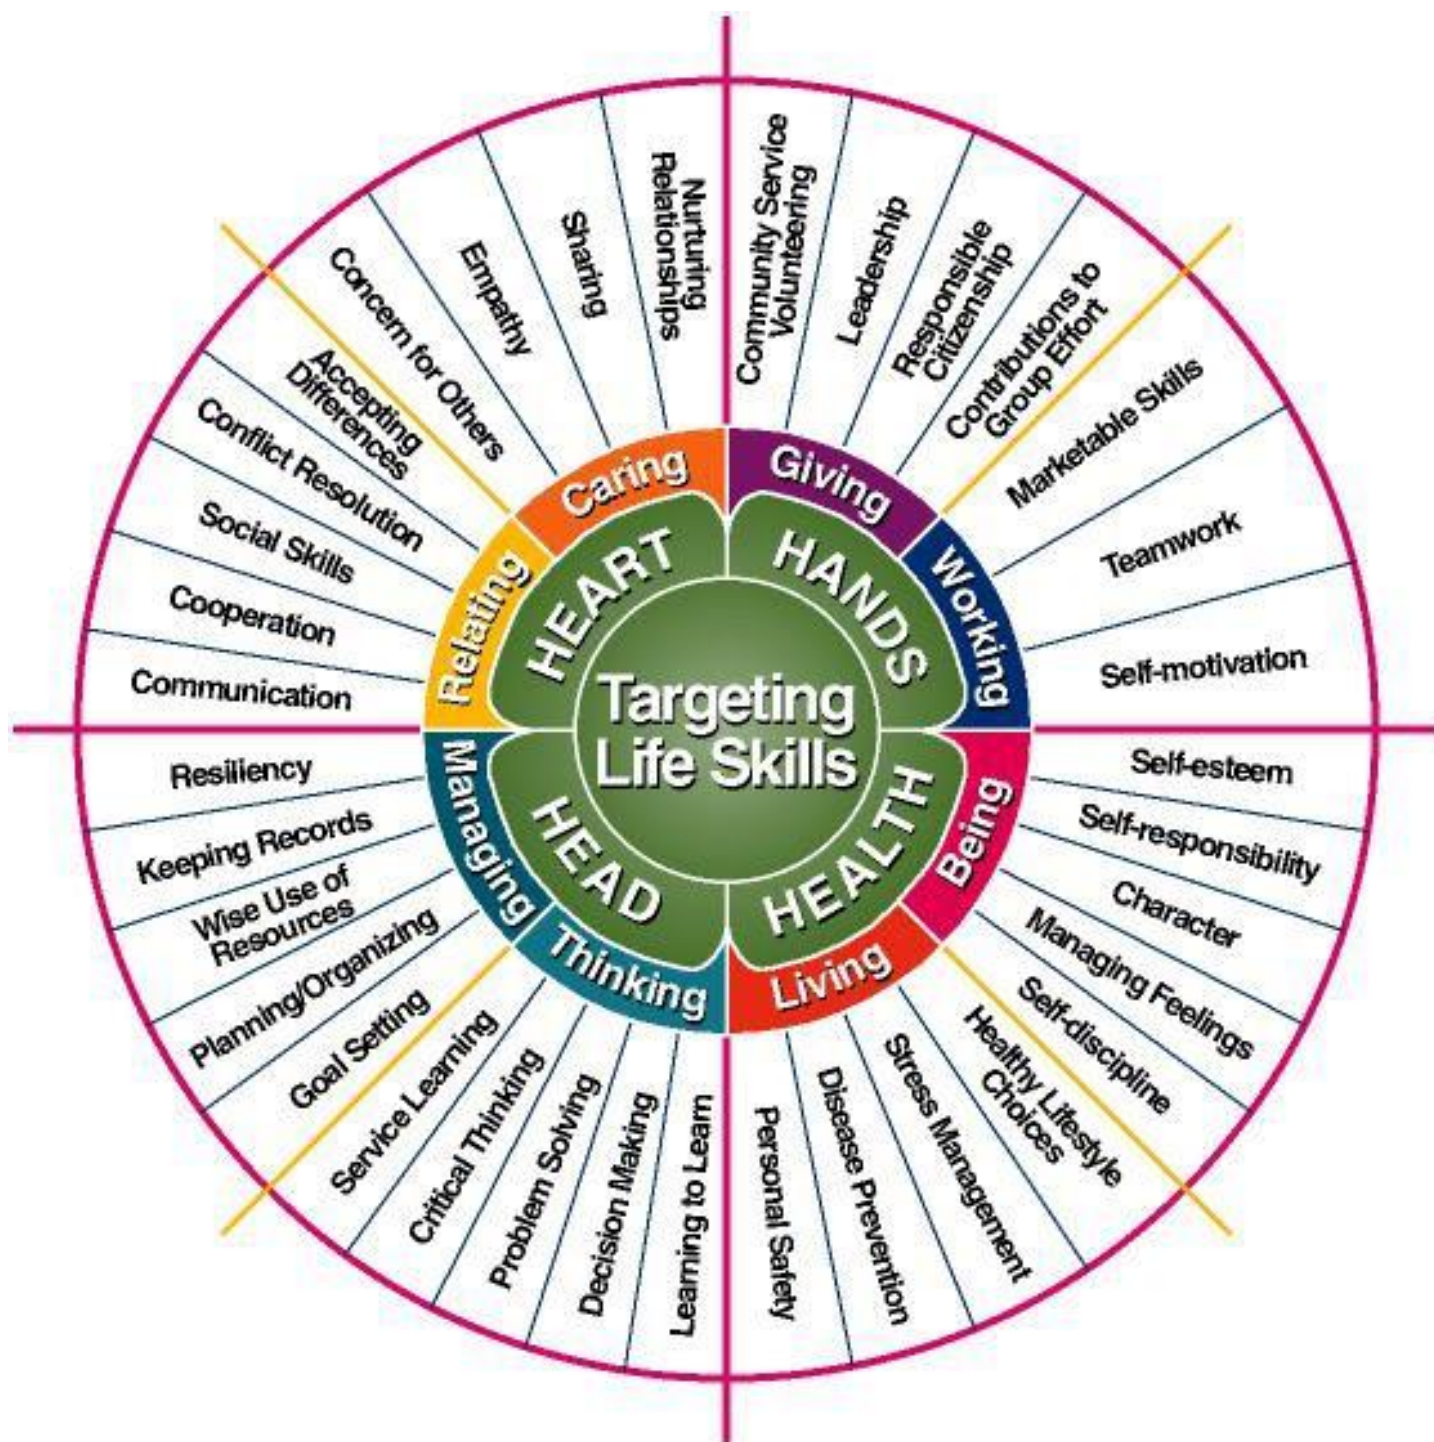 Targeting
Life Skills
HEART
HANDS
HEALTH
HEAD
Caring
Giving
Working
Being
Living
Thinking
Managing
Relating
Community Service
Volunteering
Leadership
Responsible
Citizenship
Contributions to
Group Effort
Marketable Skills
Teamwork
Self-motivation
Self-esteem
Self-responsibility
Character
Managing Feelings
Self-discipline
Healthy Lifestyle
Choices
Stress Management
Disease Prevention
Personal Safety
Learning to Learn
Decision Making
Problem Solving
Critical Thinking
Service Learning
Goal Setting
Planning/Organizing
Wise Use of
Resources
Keeping Records
Resiliency
Communication
Cooperation
Social Skills
Conflict Resolution
Accepting
Differences
Concern for Others
Empathy
Sharing
Nurturing
Relationships